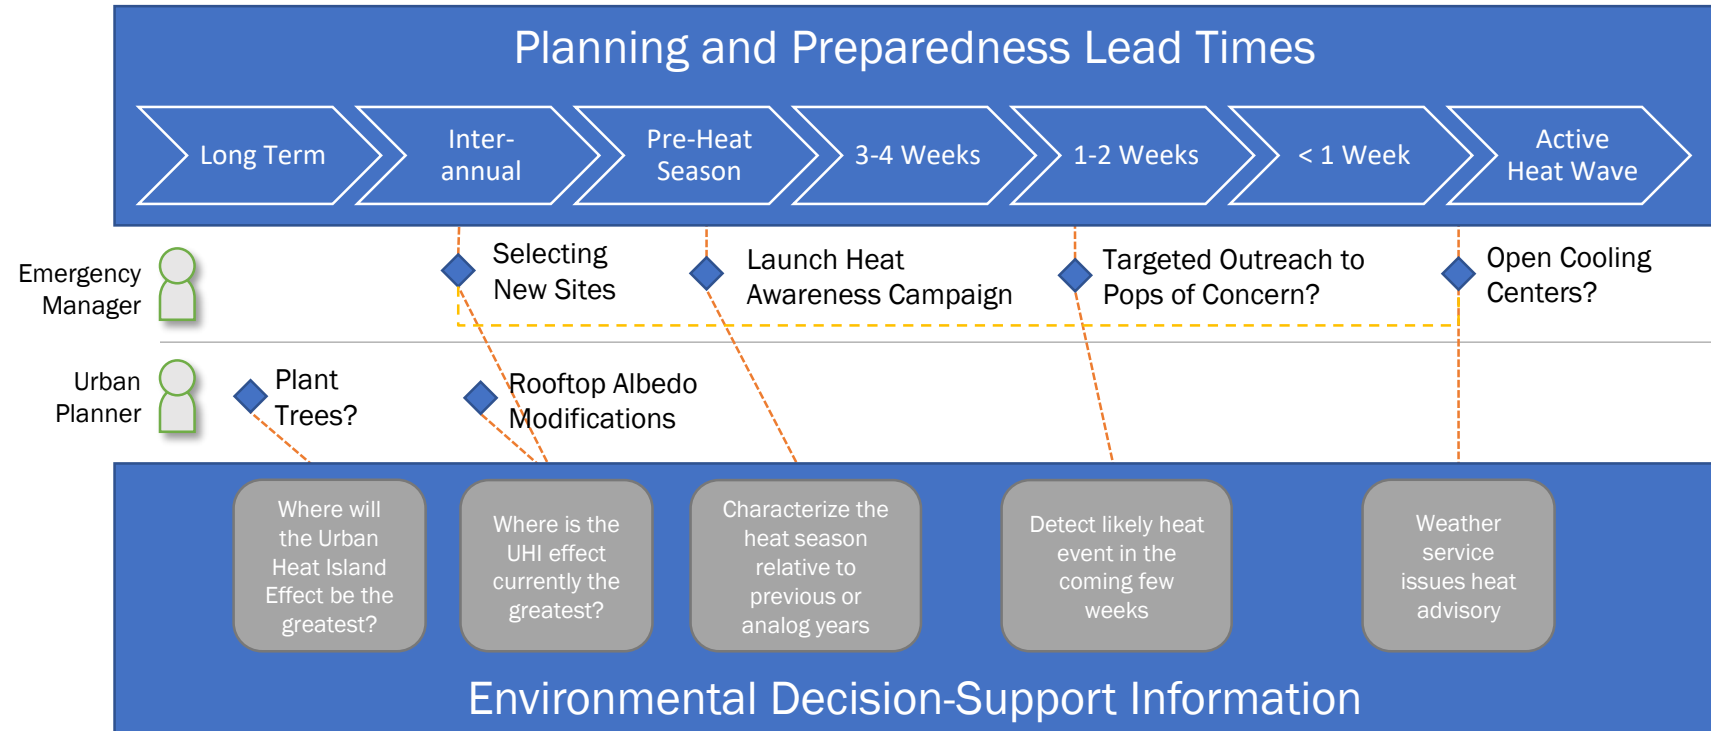 Planning and Preparedness Lead Times
Long Term
Inter-
annual
Pre-Heat
Season
3-4 Weeks
1-2 Weeks
< 1 Week
Active
Heat Wave
Emergency
Manager
Selecting
New Sites
Launch Heat
Awareness Campaign
Targeted Outreach to
Pops of Concern?
Open Cooling
Centers?
Urban
Planner
Plant
Trees?
Rooftop Albedo
Modifications
Where will
the Urban
Heat Island
Effect be the
greatest?
Where is the
UHI effect
currently the
greatest?
Characterize the
heat season
relative to
previous or
analog years
Detect likely heat
event in the
coming few
weeks
Weather
service
issues heat
advisory
Environmental Decision-Support Information